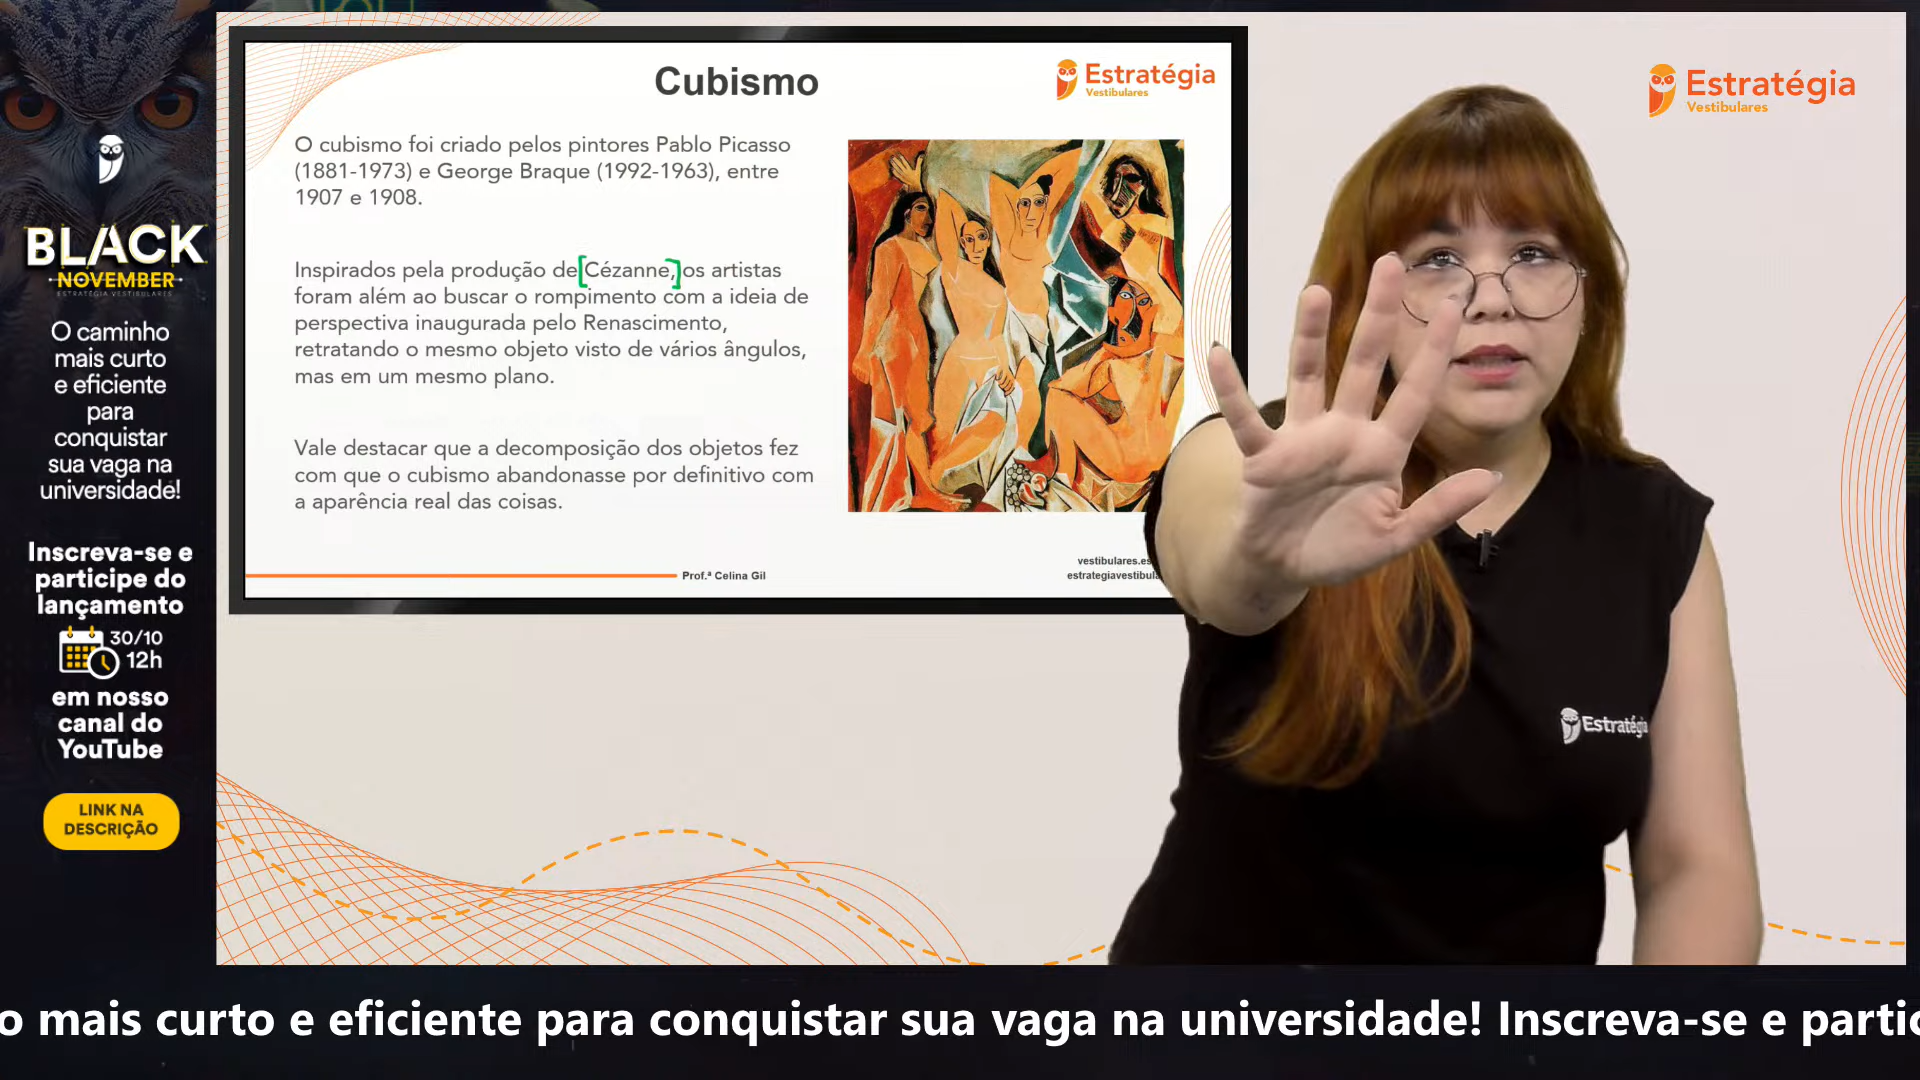 BLACK
NOVEMBER
ESTRATÉGIA VESTIBULARES
O caminho
mais curto
e eficiente
para
conquistar
sua vaga na
universidade!
Inscreva-se e
participe do
lançamento
30/10
12h
em nosso
canal do
YouTube
LINK NA
DESCRIÇÃO
Cubismo
Estratégia
Vestibulares
O cubismo foi criado pelos pintores Pablo Picasso
(1881-1973) e George Braque (1992-1963), entre
1907 e 1908.
Inspirados pela produção de [Cézanne,] os artistas
foram além ao buscar o rompimento com a ideia de
perspectiva inaugurada pelo Renascimento,
retratando o mesmo objeto visto de vários ângulos,
mas em um mesmo plano.
Vale destacar que a decomposição dos objetos fez
com que o cubismo abandonasse por definitivo com
a aparência real das coisas.
Prof.ª Celina Gil
vestibulares.es
estrategiavestibula
Estratégia
Vestibulares
Estratégia
o mais curto e eficiente para conquistar sua vaga na universidade! Inscreva-se e partic